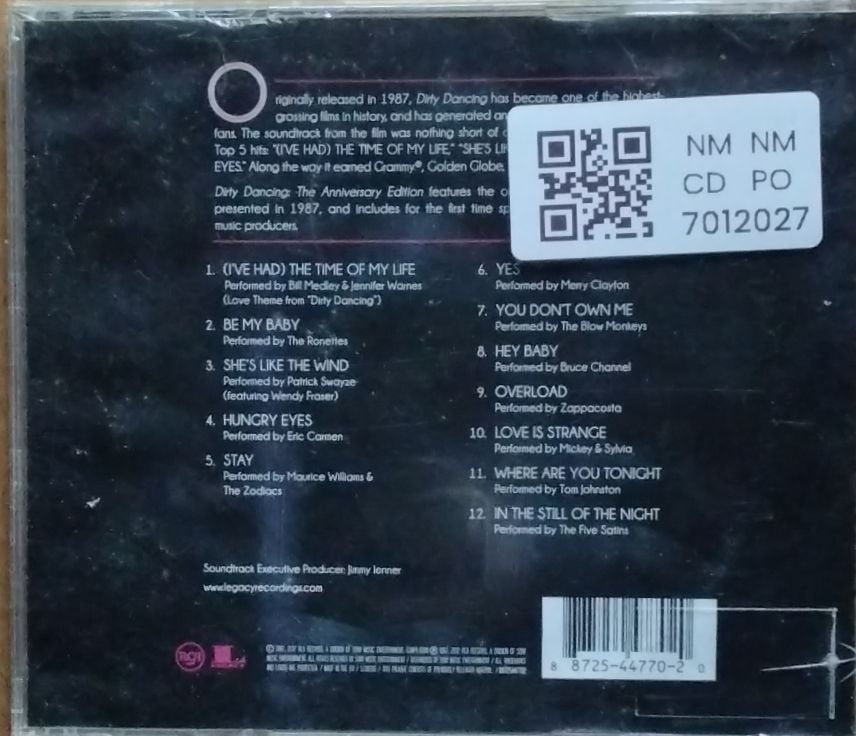 Originally released in 1987, Dirty Dancing has become one of the highest-
grossing films in history, and has generated an
fans. The soundtrack from the film was nothing short of
Top 5 hits: "(I'VE HAD) THE TIME OF MY LIFE," "SHE'S
EYES." Along the way it earned Grammy®, Golden Globe,
Dirty Dancing: The Anniversary Edition features the
presented in 1987, and includes for the first time
music producers.
NM NM
CD PO
7012027
1. (I'VE HAD) THE TIME OF MY LIFE
Performed by Bill Medley & Jennifer Warnes
(Love Theme from "Dirty Dancing")
2. BE MY BABY
Performed by The Ronettes
3. SHE'S LIKE THE WIND
Performed by Patrick Swayze
(featuring Wendy Fraser)
4. HUNGRY EYES
Performed by Eric Carmen
5. STAY
Performed by Maurice Williams &
The Zodiacs
6. YES
Performed by Merry Clayton
7. YOU DON'T OWN ME
Performed by The Blow Monkeys
8. HEY BABY
Performed by Bruce Channel
9. OVERLOAD
Performed by Zappacosta
10. LOVE IS STRANGE
Performed by Mickey & Sylvia
11. WHERE ARE YOU TONIGHT
Performed by Tom Johnston
12. IN THE STILL OF THE NIGHT
Performed by The Five Satins
Soundtrack Executive Producer: Jimmy Ienner
www.legacyrecordings.com
RCA
8 8725-44770-2 0